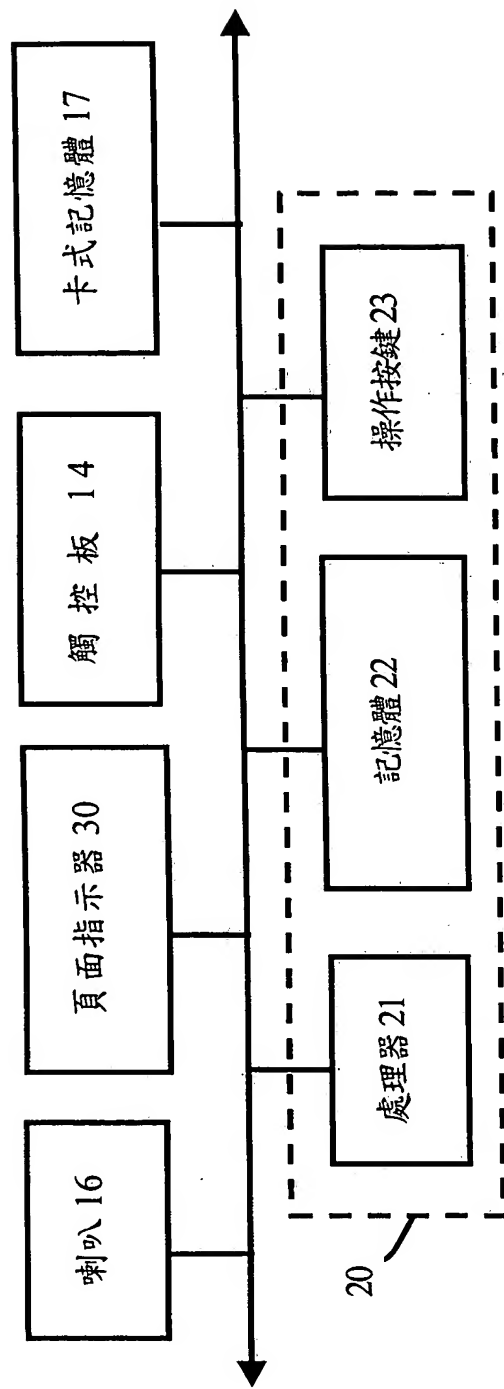 喇叭 16
頁面指示器 30
觸控板 14
卡式記憶體 17
處理器 21
記憶體 22
操作按鍵 23
20